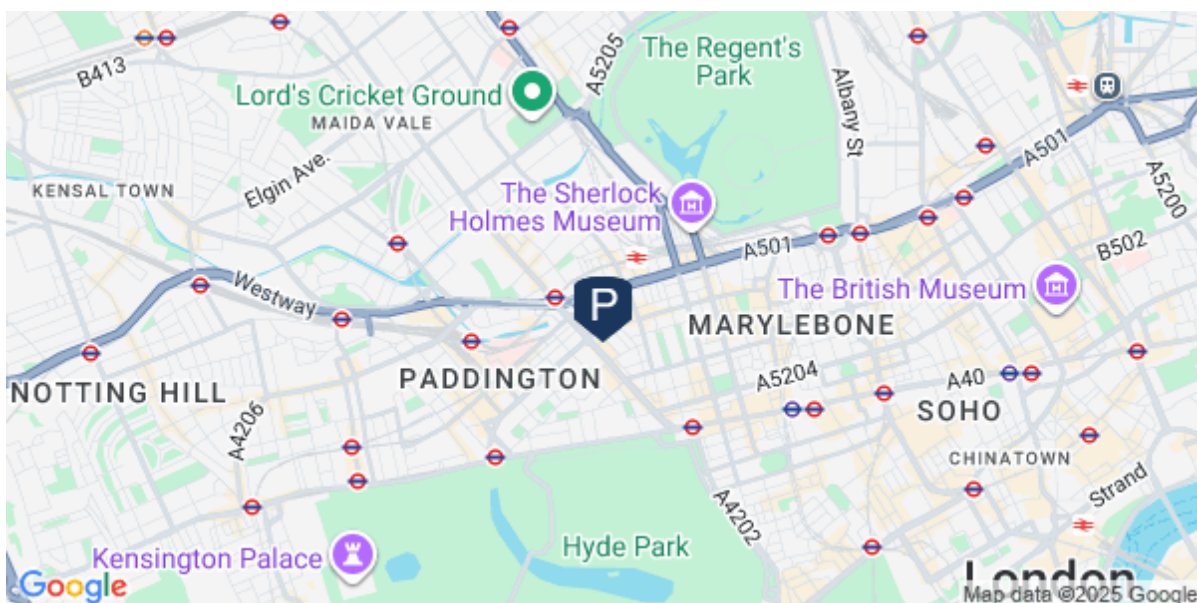 The Regent's
Park
B413
A5205
Lord's Cricket Ground
MAIDA VALE
Albany St
A501
Elgin Ave.
KENSAL TOWN
The Sherlock
Holmes Museum
A5200
A501
B502
Westway
P
The British Museum
MARYLEBONE
PADDINGTON
NOTTING HILL
A5204
A40
SOHO
A4206
CHINATOWN
Strand
A4202
Hyde Park
Kensington Palace
London
Google
Map data ©2025 Google